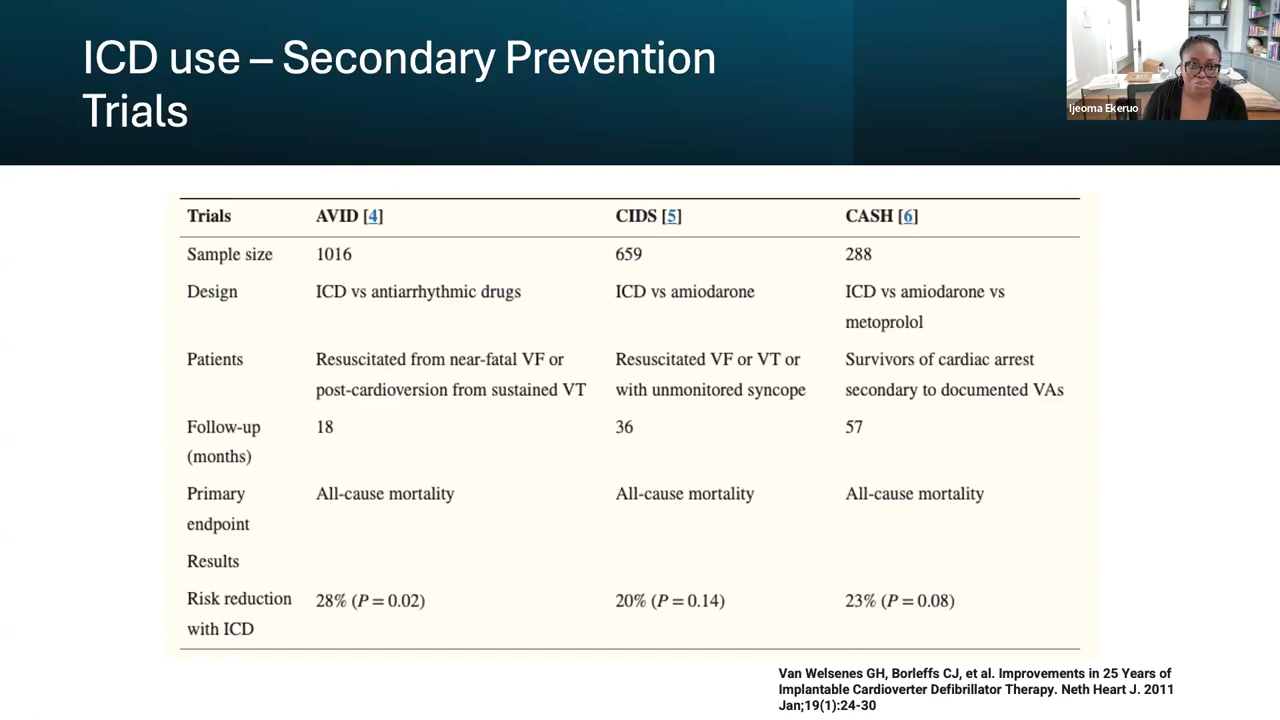 ICD use – Secondary Prevention
Trials
Ijeoma Ekeruo
Trials AVID [4] CIDS [5] CASH [6]
Sample size 1016 659 288
Design ICD vs antiarrhythmic drugs ICD vs amiodarone ICD vs amiodarone vs
metoprolol
Patients Resuscitated from near-fatal VF or Resuscitated VF or VT or Survivors of cardiac arrest
post-cardioversion from sustained VT with unmonitored syncope secondary to documented VAs
Follow-up 18 36 57
(months)
Primary All-cause mortality All-cause mortality All-cause mortality
endpoint
Results
Risk reduction 28% (P = 0.02) 20% (P = 0.14) 23% (P = 0.08)
with ICD
Van Welsenes GH, Borleffs CJ, et al. Improvements in 25 Years of
Implantable Cardioverter Defibrillator Therapy. Neth Heart J. 2011
Jan;19(1):24-30